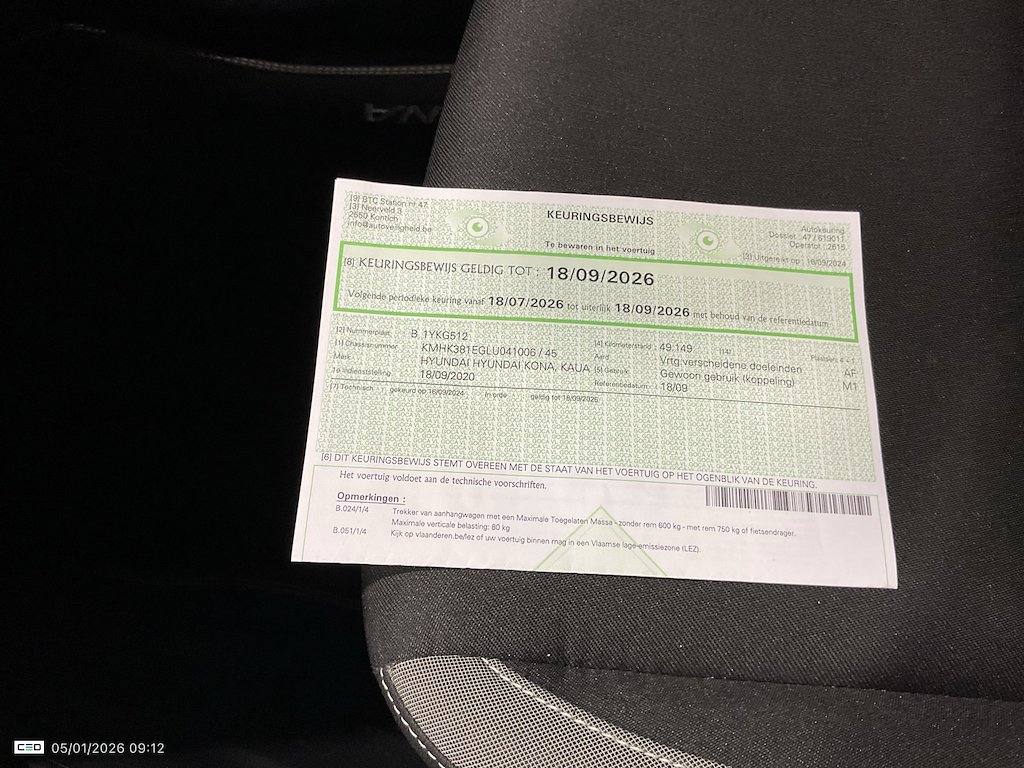 [9] BTC Station nr 47
[3] Neerveld 3
2550 Kontich
info@autoveiligheid.be
KEURINGSBEWIJS
Te bewaren in het voertuig
Autokeuring
Dossier : 47 / 619011
Operator : 2615
[3] Uitgereikt op : 16/09/2024
[8] KEURINGSBEWIJS GELDIG TOT : 18/09/2026
Volgende periodieke keuring vanaf 18/07/2026 tot uiterlijk 18/09/2026 met behoud van de referentiedatum
[2] Nummerplaat B 1YKG512 [4] Kilometerstand : 49.149 [14]
[1] Chassisnummer KMHK381EGLU041006 / 45 Aard Vrtg.verscheidene doeleinden AF
Merk HYUNDAI HYUNDAI KONA, KAUA [5] Gebruik Gewoon gebruik (koppeling) M1
1e Indienststelling 18/09/2020 Referentiedatum : 18/09
[7] Technisch gekeurd op 16/09/2024 in orde geldig tot 18/09/2026
[6] DIT KEURINGSBEWIJS STEMT OVEREEN MET DE STAAT VAN HET VOERTUIG OP HET OGENBLIK VAN DE KEURING.
Het voertuig voldoet aan de technische voorschriften.
Opmerkingen :
B.024/1/4 Trekker van aanhangwagen met een Maximale Toegelaten Massa - zonder rem 600 kg - met rem 750 kg of fietsendrager.
Maximale verticale belasting: 80 kg
B.051/1/4 Kijk op vlaanderen.be/lez of uw voertuig binnen mag in een Vlaamse lage-emissiezone (LEZ).
CEO 05/01/2026 09:12